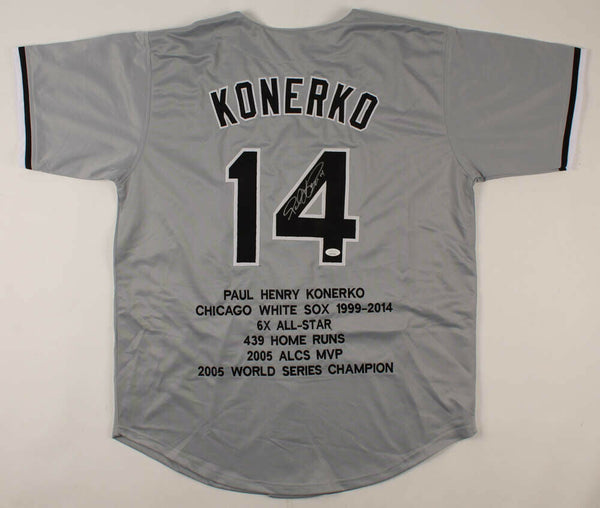 KONERKO
14
PAUL HENRY KONERKO
CHICAGO WHITE SOX 1999-2014
6X ALL-STAR
439 HOME RUNS
2005 ALCS MVP
2005 WORLD SERIES CHAMPION